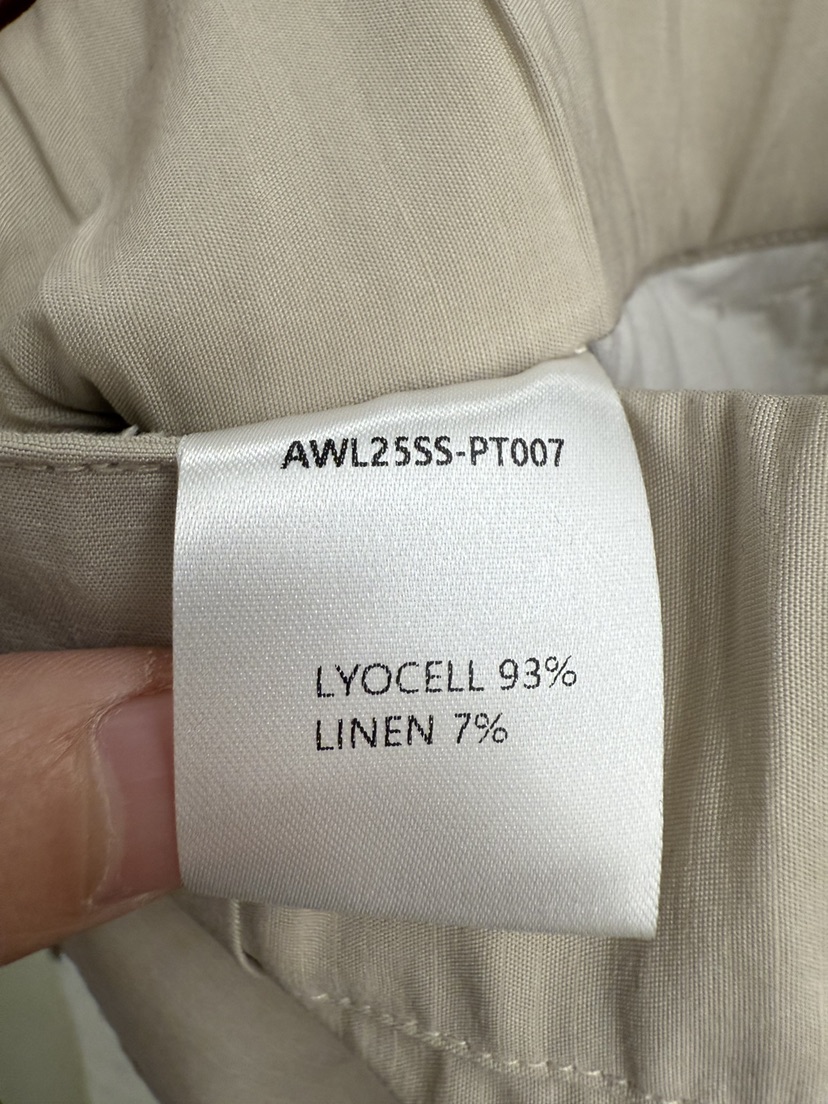 AWL25SS-PT007
LYOCELL 93%
LINEN 7%